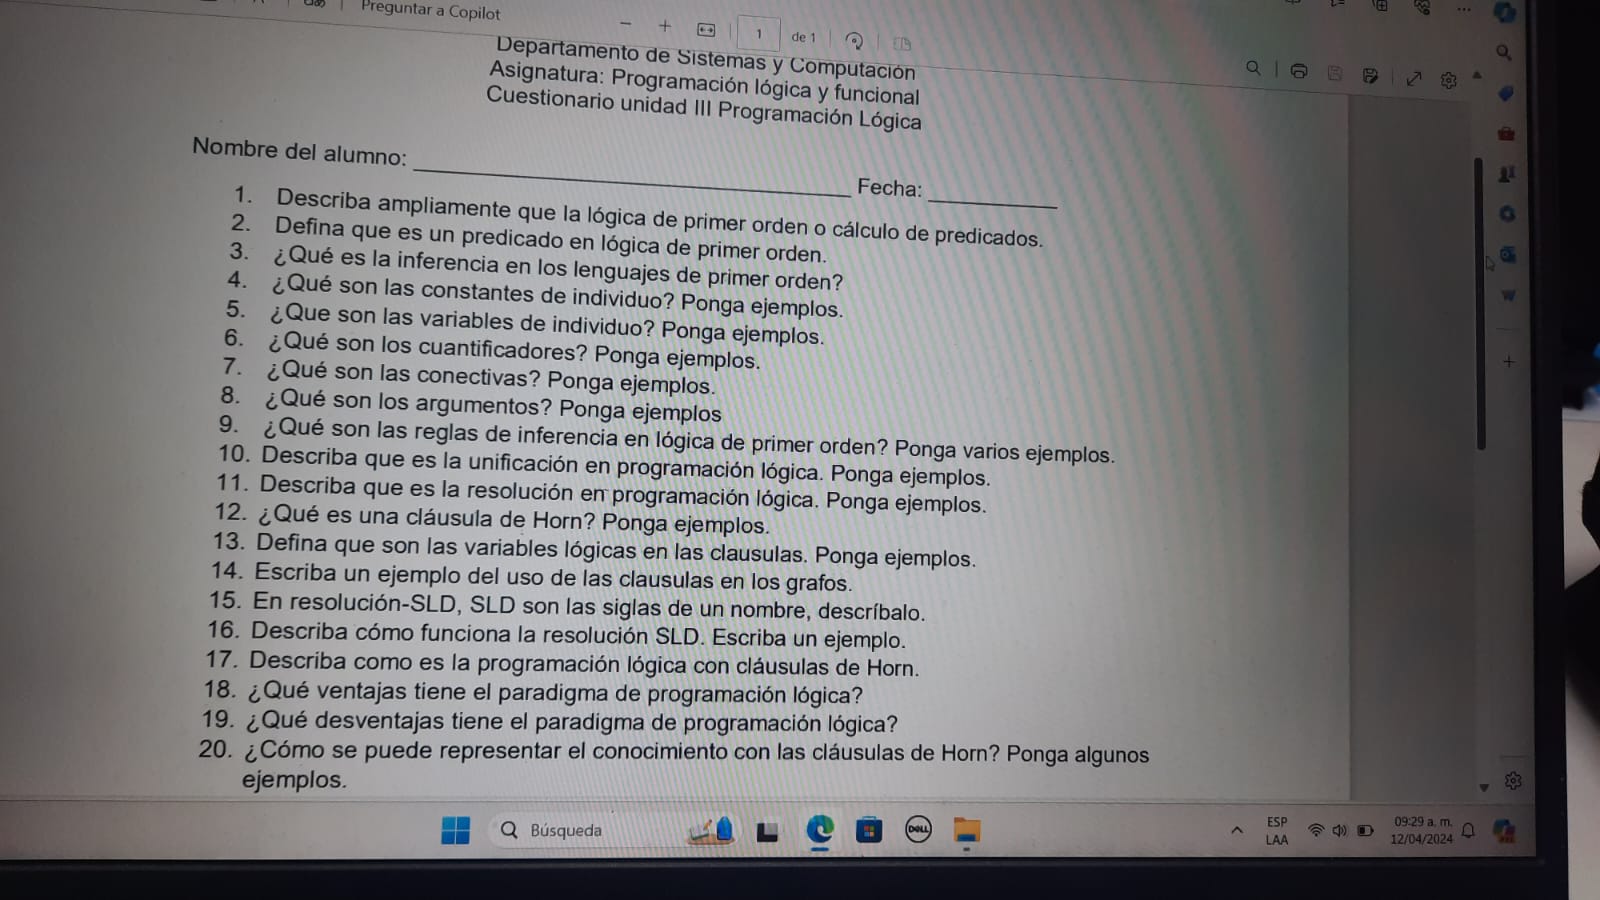 Preguntar a Copilot
1 de 1
Departamento de Sistemas y Computación
Asignatura: Programación lógica y funcional
Cuestionario unidad III Programación Lógica
Nombre del alumno: ____ Fecha: ____
1. Describa ampliamente que la lógica de primer orden o cálculo de predicados.
2. Defina que es un predicado en lógica de primer orden.
3. ¿Qué es la inferencia en los lenguajes de primer orden?
4. ¿Qué son las constantes de individuo? Ponga ejemplos.
5. ¿Que son las variables de individuo? Ponga ejemplos.
6. ¿Qué son los cuantificadores? Ponga ejemplos.
7. ¿Qué son las conectivas? Ponga ejemplos.
8. ¿Qué son los argumentos? Ponga ejemplos
9. ¿Qué son las reglas de inferencia en lógica de primer orden? Ponga varios ejemplos.
10. Describa que es la unificación en programación lógica. Ponga ejemplos.
11. Describa que es la resolución en programación lógica. Ponga ejemplos.
12. ¿Qué es una cláusula de Horn? Ponga ejemplos.
13. Defina que son las variables lógicas en las clausulas. Ponga ejemplos.
14. Escriba un ejemplo del uso de las clausulas en los grafos.
15. En resolución-SLD, SLD son las siglas de un nombre, descríbalo.
16. Describa cómo funciona la resolución SLD. Escriba un ejemplo.
17. Describa como es la programación lógica con cláusulas de Horn.
18. ¿Qué ventajas tiene el paradigma de programación lógica?
19. ¿Qué desventajas tiene el paradigma de programación lógica?
20. ¿Cómo se puede representar el conocimiento con las cláusulas de Horn? Ponga algunos
ejemplos.
Búsqueda
DELL
ESP
LAA
09:29 a. m.
12/04/2024